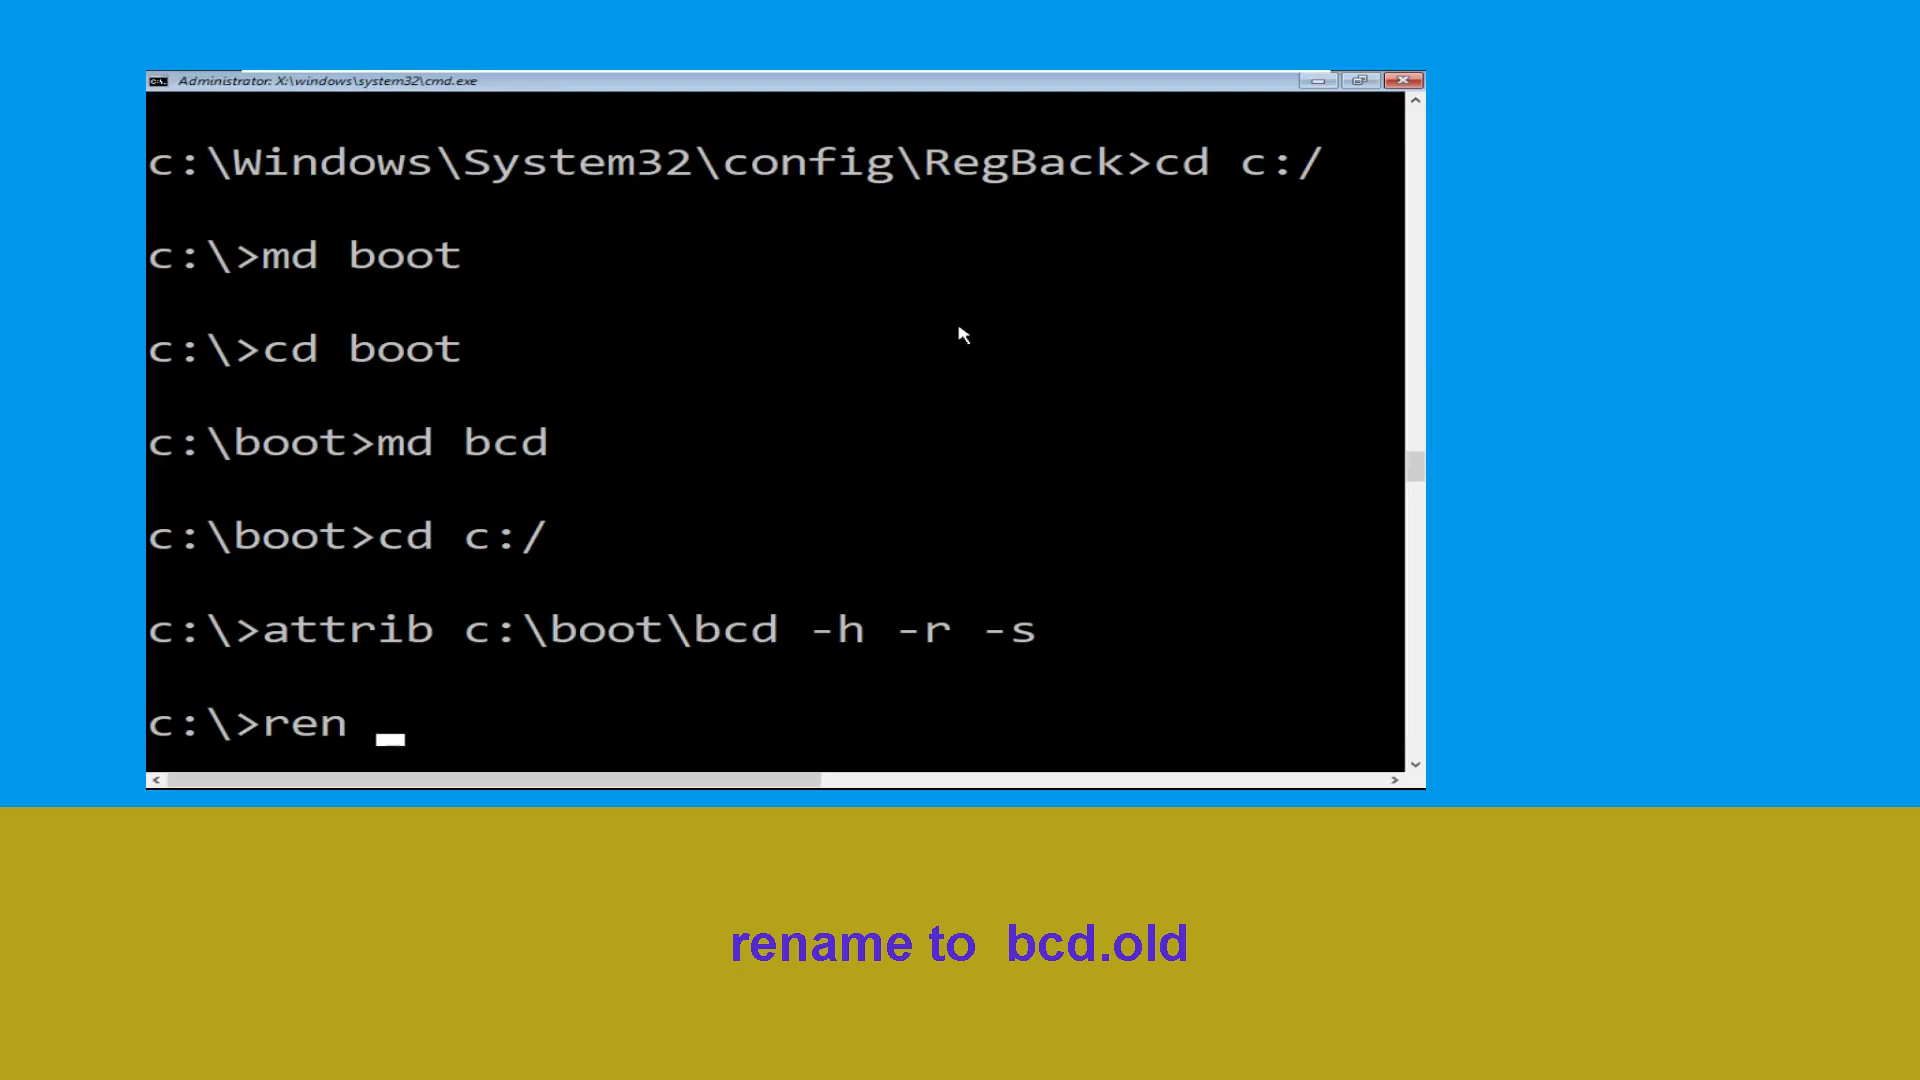 Administrator: X:\windows\system32\cmd.exe
c:\Windows\System32\config\RegBack>cd c:/
c:\>md boot
c:\>cd boot
c:\boot>md bcd
c:\boot>cd c:/
c:\>attrib c:\boot\bcd -h -r -s
c:\>ren
rename to  bcd.old